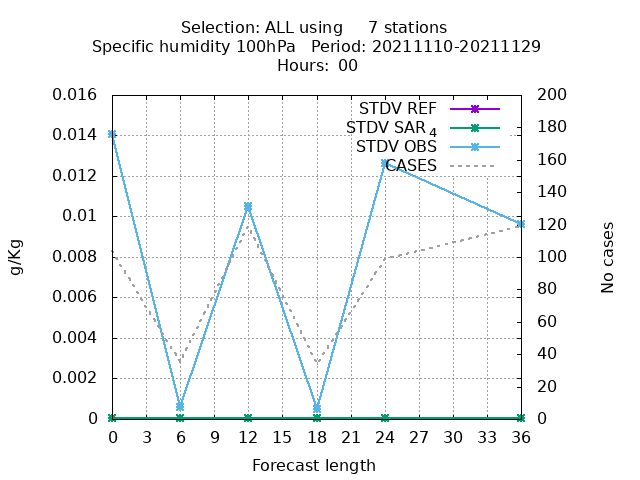 Selection: ALL using 7 stations
Specific humidity 100hPa Period: 20211110-20211129
Hours: 00
STDV REF
STDV SAR4
STDV OBS
CASES
g/Kg
0.016
0.014
0.012
0.01
0.008
0.006
0.004
0.002
0
200
180
160
140
120
100
80
60
40
20
0
No cases
0 3 6 9 12 15 18 21 24 27 30 33 36
Forecast length